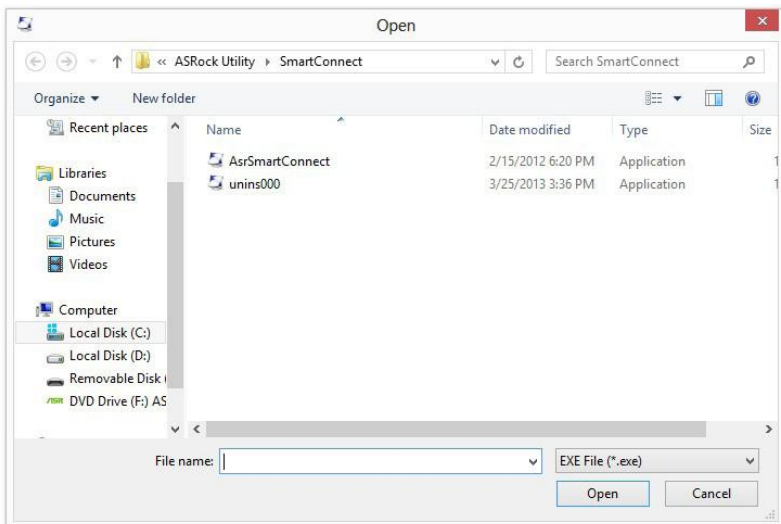 Open
« ASRock Utility SmartConnect
Search SmartConnect
Organize New folder
Recent places
Libraries
Documents
Music
Pictures
Videos
Computer
Local Disk (C:)
Local Disk (D:)
Removable Disk (
DVD Drive (F:) AS
Name Date modified Type Size
AsrSmartConnect 2/15/2012 6:20 PM Application 1
unins000 3/25/2013 3:36 PM Application 1
File name:
EXE File (*.exe)
Open Cancel